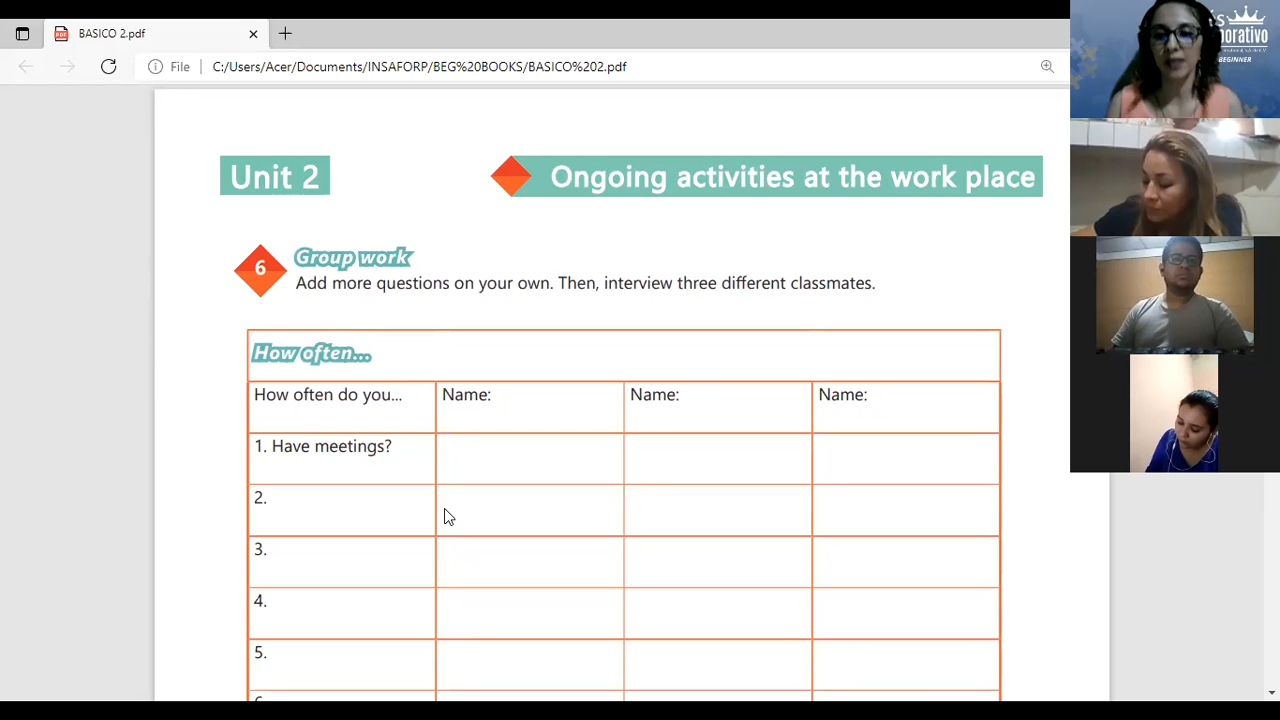 BASICO 2.pdf
File C:/Users/Acer/Documents/INSAFORP/BEG%20BOOKS/BASICO%202.pdf
BEGINNER
Unit 2
Ongoing activities at the work place
6
Group work
Add more questions on your own. Then, interview three different classmates.
How often...
How often do you... Name: Name: Name:
1. Have meetings?
2.
3.
4.
5.